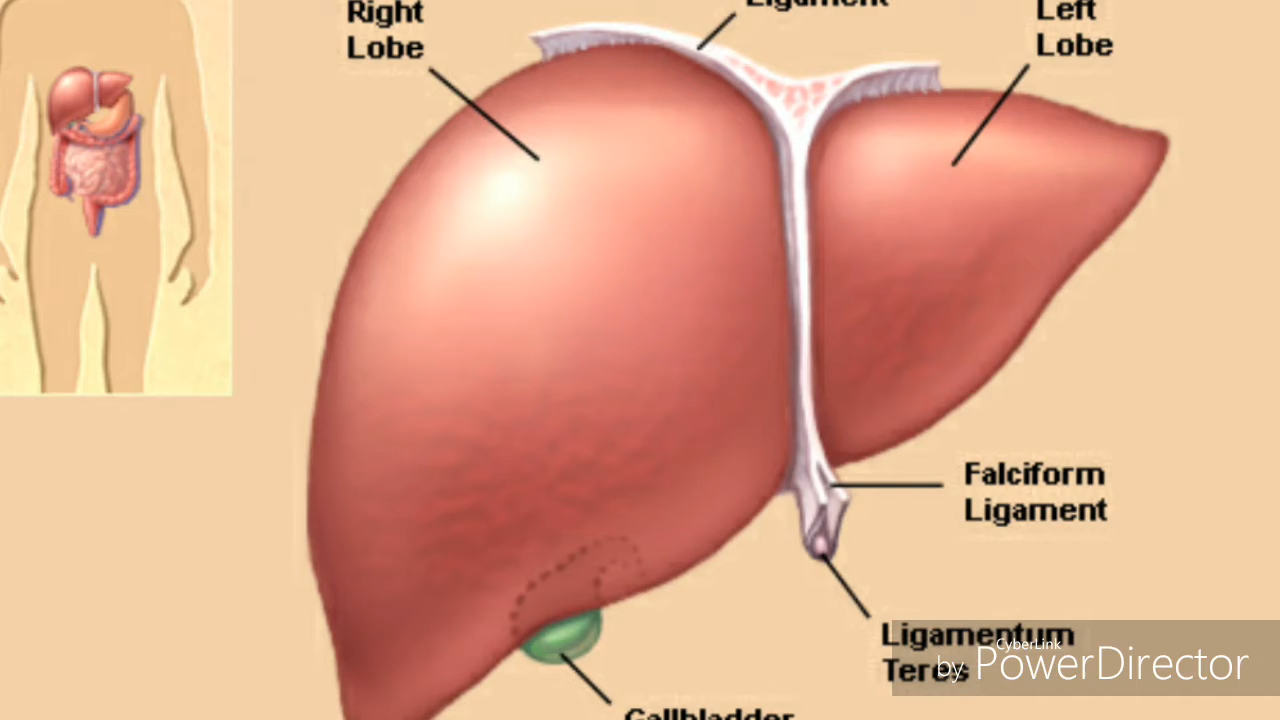 Right
Lobe
Ligament
Left
Lobe
Falciform
Ligament
Ligamentum
Teres
CyberLink
by PowerDirector
Gallbladder